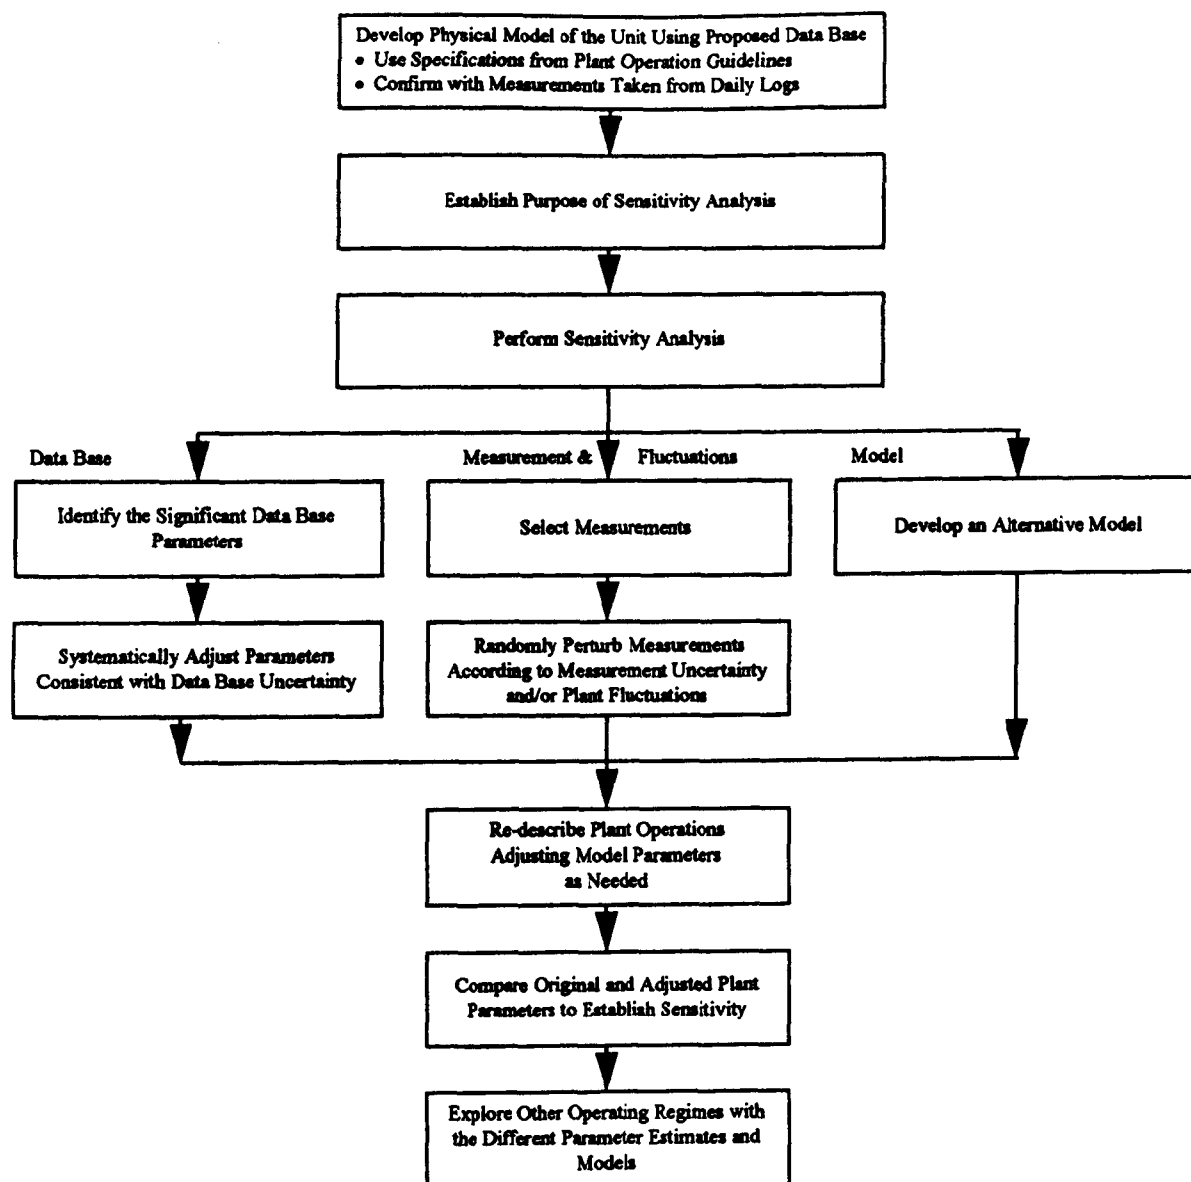 Develop Physical Model of the Unit Using Proposed Data Base
• Use Specifications from Plant Operation Guidelines
• Confirm with Measurements Taken from Daily Logs
Establish Purpose of Sensitivity Analysis
Perform Sensitivity Analysis
Data Base
Measurement & Fluctuations
Model
Identify the Significant Data Base
Parameters
Select Measurements
Develop an Alternative Model
Systematically Adjust Parameters
Consistent with Data Base Uncertainty
Randomly Perturb Measurements
According to Measurement Uncertainty
and/or Plant Fluctuations
Re-describe Plant Operations
Adjusting Model Parameters
as Needed
Compare Original and Adjusted Plant
Parameters to Establish Sensitivity
Explore Other Operating Regimes with
the Different Parameter Estimates and
Models